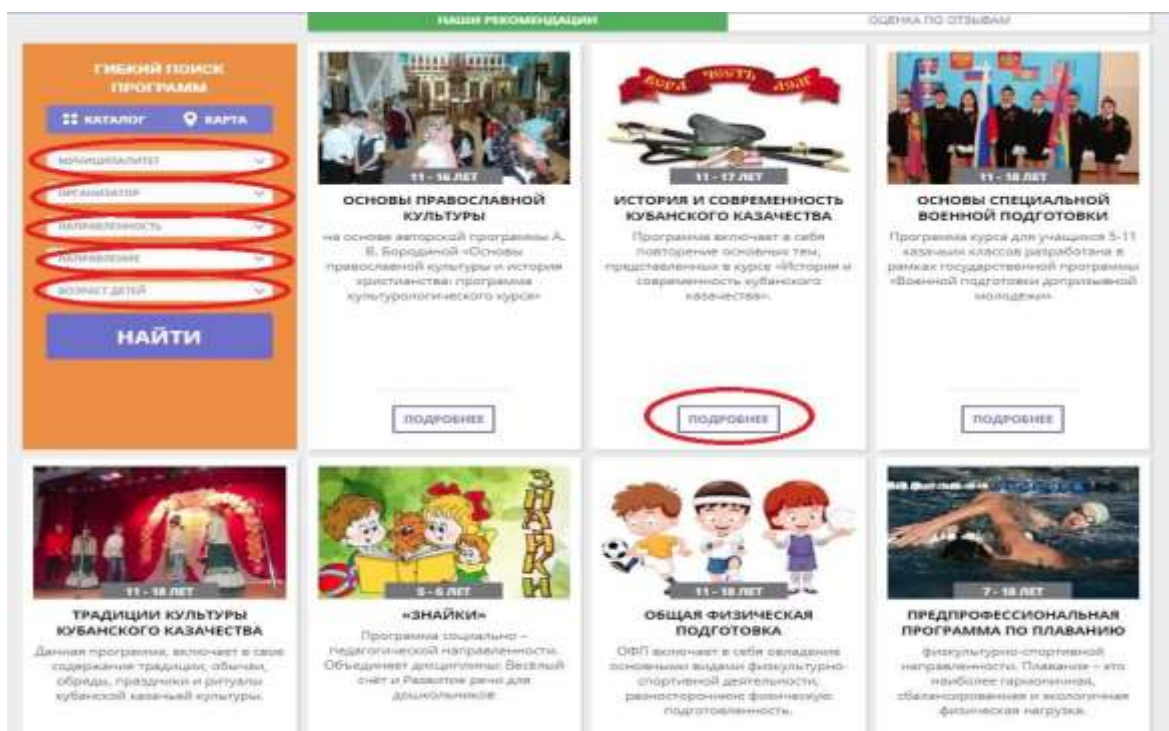 НАШИ РЕКОМЕНДАЦИИ
ОЦЕНКА ПО ОТЗЫВАМ
ГИБКИЙ ПОИСК
ПРОГРАММЫ
КАТАЛОГ
КАРТА
МУНИЦИПАЛИТЕТ
ОРГАНИЗАТОР
НАПРАВЛЕННОСТЬ
НАПРАВЛЕНИЕ
ВОЗРАСТ ДЕТЕЙ
НАЙТИ
11 - 16 ЛЕТ
ОСНОВЫ ПРАВОСЛАВНОЙ
КУЛЬТУРЫ
на основе авторской программы А.
В. Бородиной «Основы
православной культуры и история
христианства: программа
культурологического курса»
ПОДРОБНЕЕ
ВЕРА ЧЕСТЬ ДОЛГ
11 - 17 ЛЕТ
ИСТОРИЯ И СОВРЕМЕННОСТЬ
КУБАНСКОГО КАЗАЧЕСТВА
Программа включает в себя
повторение основных тем,
представленных в курсе «История и
современность кубанского
казачества».
ПОДРОБНЕЕ
11 - 18 ЛЕТ
ОСНОВЫ СПЕЦИАЛЬНОЙ
ВОЕННОЙ ПОДГОТОВКИ
Программа курса для учащихся 5-11
казачьих классов разработана в
рамках государственной программы
«Военной подготовки допризывной
молодежи»
ПОДРОБНЕЕ
11 - 18 ЛЕТ
ТРАДИЦИИ КУЛЬТУРЫ
КУБАНСКОГО КАЗАЧЕСТВА
Данная программа, включает в свое
содержание традиции, обычаи,
обряды, праздники и ритуалы
кубанской казачьей культуры.
ЗНАЙКИ
5 - 6 ЛЕТ
«ЗНАЙКИ»
Программа социально –
педагогической направленности.
Объединяет дисциплины: Веселый
счёт и Развитие речи для
дошкольников
11 - 18 ЛЕТ
ОБЩАЯ ФИЗИЧЕСКАЯ
ПОДГОТОВКА
ОФП включает в себя овладение
основными видами физкультурно-
спортивной деятельности,
разностороннюю физическую
подготовленность.
7 - 18 ЛЕТ
ПРЕДПРОФЕССИОНАЛЬНАЯ
ПРОГРАММА ПО ПЛАВАНИЮ
физкультурно-спортивной
направленности. Плавание – это
наиболее гармоничная,
сбалансированная и экологичная
физическая нагрузка.